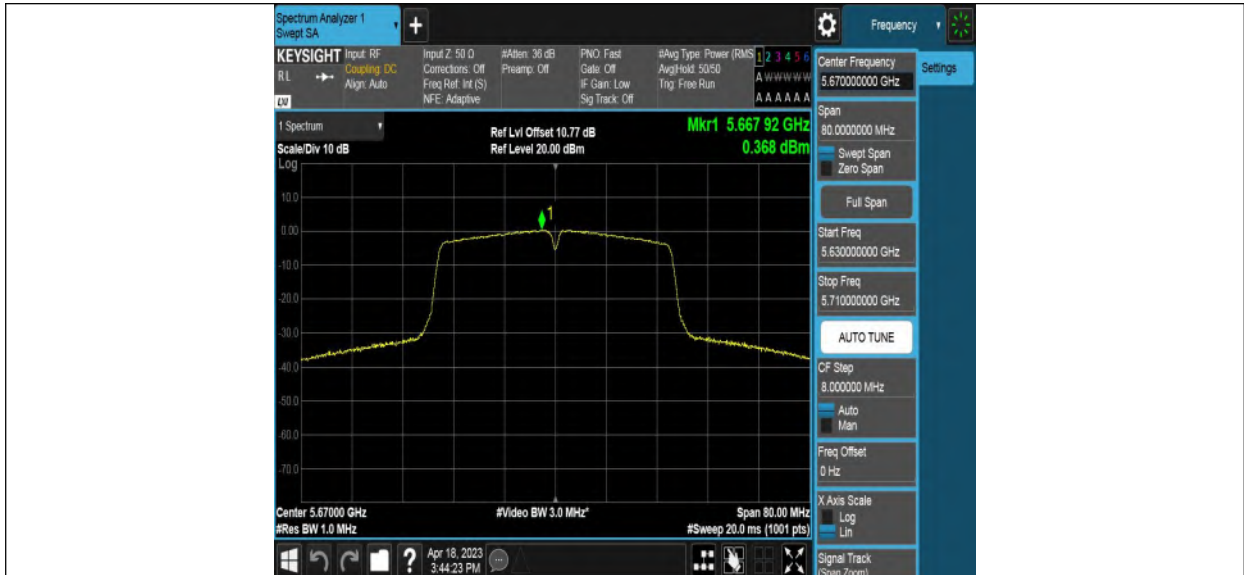 Spectrum Analyzer 1
Swept SA
+
Frequency
KEYSIGHT
R L
LXI
Input: RF
Coupling: DC
Align: Auto
Input Z: 50 Ω
Corrections: Off
Freq Ref: Int (S)
NFE: Adaptive
#Atten: 36 dB
Preamp: Off
PNO: Fast
Gate: Off
IF Gain: Low
Sig Track: Off
#Avg Type: Power (RMS
Avg|Hold: 50/50
Trig: Free Run
1 2 3 4 5 6
A W W W W W
A A A A A A
1 Spectrum
Scale/Div 10 dB
Log
Ref Lvl Offset 10.77 dB
Ref Level 20.00 dBm
Mkr1 5.667 92 GHz
0.368 dBm
1
10.0
0.00
-10.0
-20.0
-30.0
-40.0
-50.0
-60.0
-70.0
Center 5.67000 GHz
#Res BW 1.0 MHz
#Video BW 3.0 MHz*
Span 80.00 MHz
#Sweep 20.0 ms (1001 pts)
?
Apr 18, 2023
3:44:23 PM
Center Frequency
5.670000000 GHz
Span
80.0000000 MHz
Swept Span
Zero Span
Full Span
Start Freq
5.630000000 GHz
Stop Freq
5.710000000 GHz
AUTO TUNE
CF Step
8.000000 MHz
Auto
Man
Freq Offset
0 Hz
X Axis Scale
Log
Lin
Signal Track
(Span Zoom)
Settings